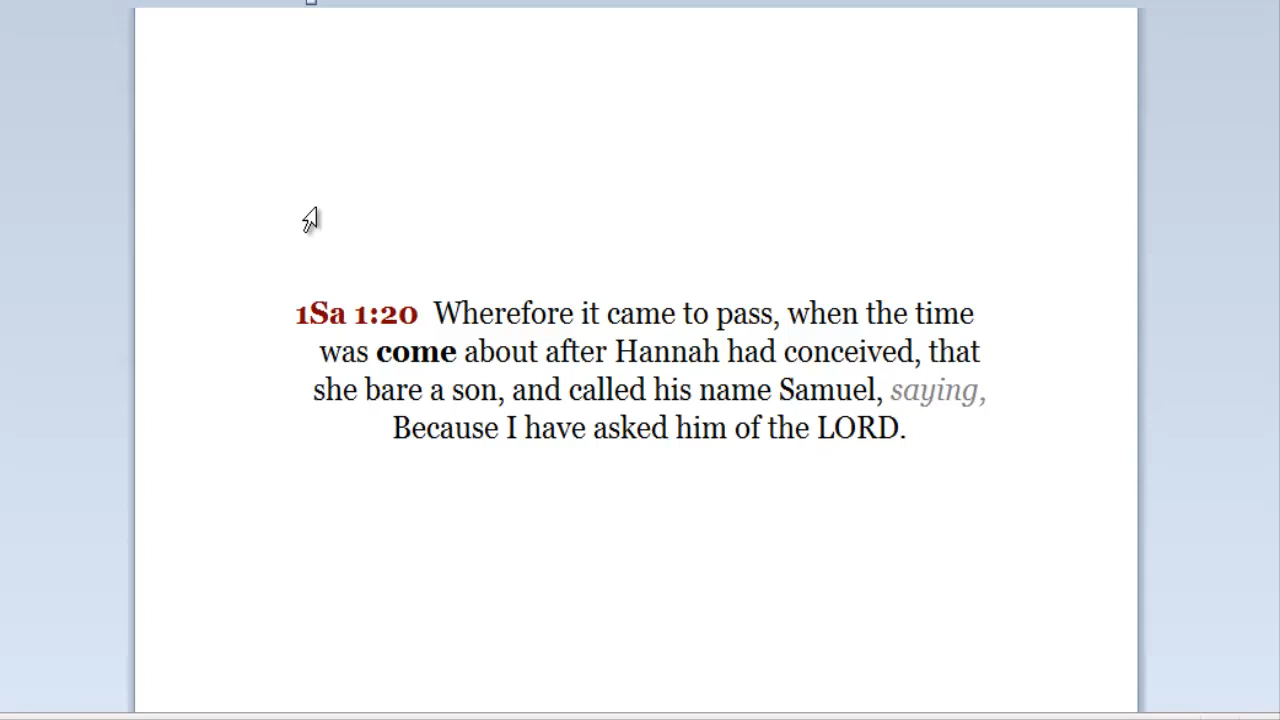 1Sa 1:20 Wherefore it came to pass, when the time
was come about after Hannah had conceived, that
she bare a son, and called his name Samuel, saying,
Because I have asked him of the LORD.